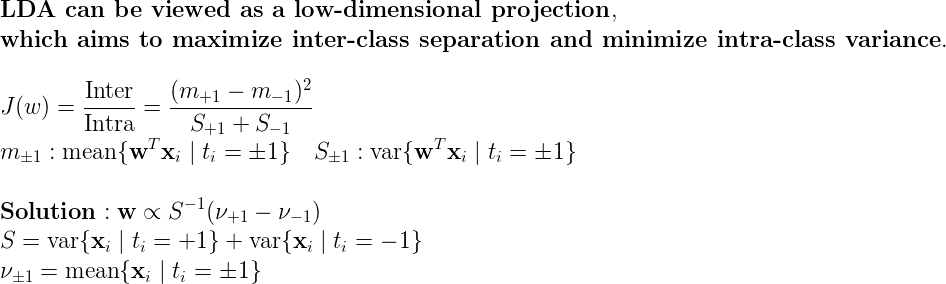 LDA can be viewed as a low-dimensional projection,
which aims to maximize inter-class separation and minimize intra-class variance.
J(w) = \frac{Inter}{Intra} = \frac{(m_{+1} − m_{−1})^2}{S_{+1} + S_{−1}}
m_{±1} : mean{w^T x_i | t_i = ±1} S_{±1} : var{w^T x_i | t_i = ±1}
Solution : w ∝ S^{−1}(ν_{+1} − ν_{−1})
S = var{x_i | t_i = +1} + var{x_i | t_i = −1}
ν_{±1} = mean{x_i | t_i = ±1}